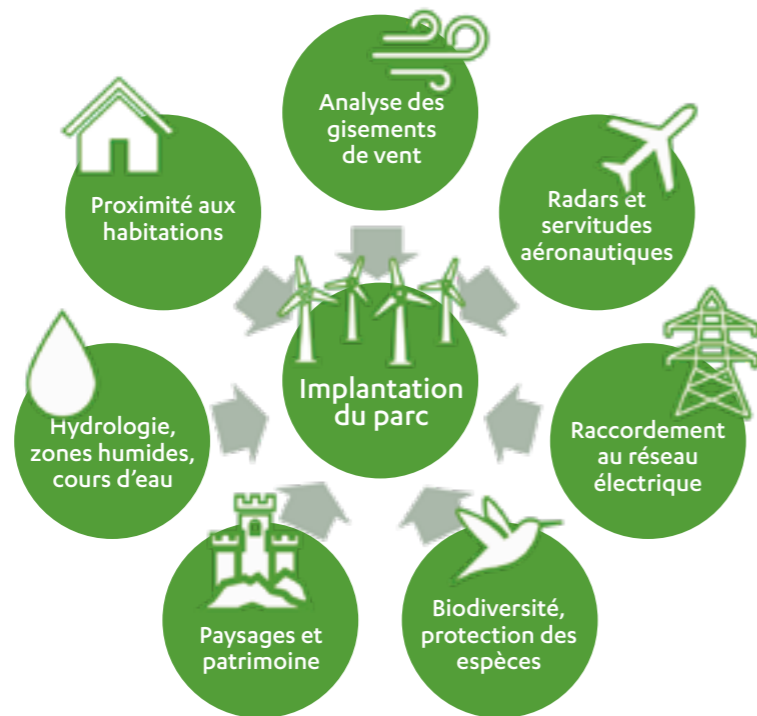 Analyse des
gisements
de vent
Radars et
servitudes
aéronautiques
Raccordement
au réseau
électrique
Biodiversité,
protection des
espèces
Paysages et
patrimoine
Hydrologie,
zones humides,
cours d’eau
Proximité aux
habitations
Implantation
du parc